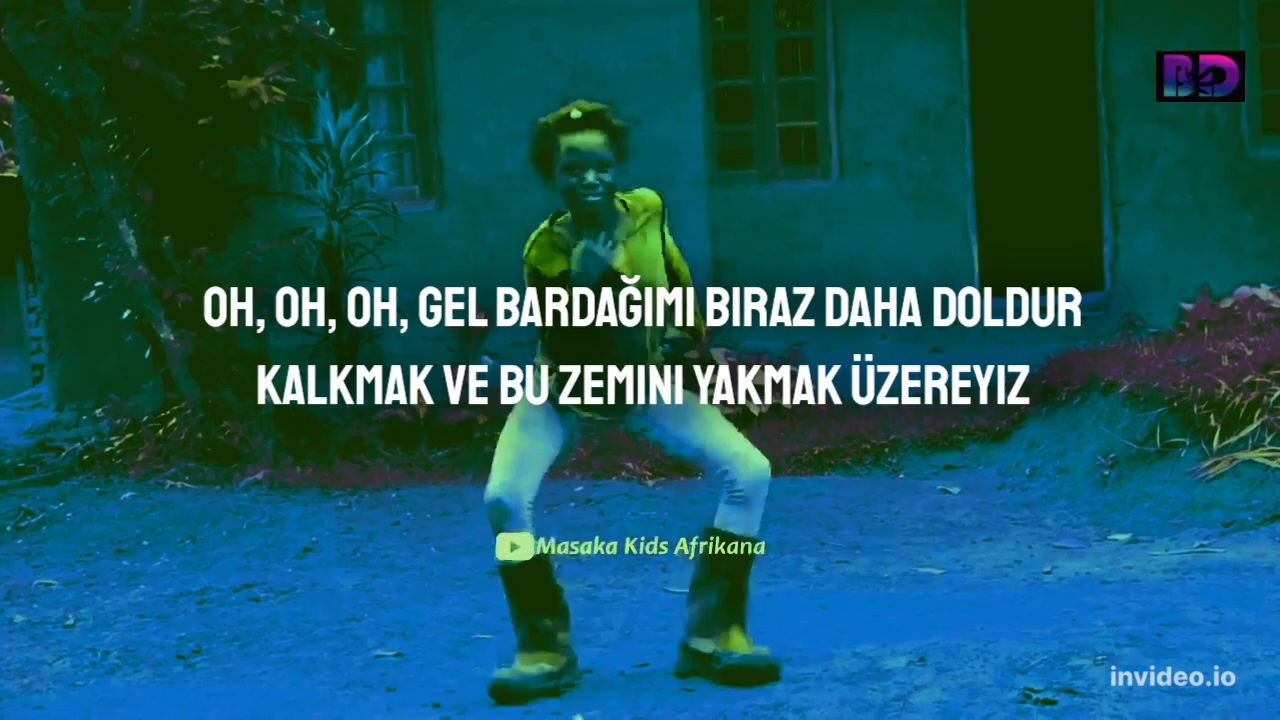 BD
OH, OH, OH, GEL BARDAĞIMI BIRAZ DAHA DOLDUR
KALKMAK VE BU ZEMINI YAKMAK ÜZEREYIZ
Masaka Kids Afrikana
invideo.io